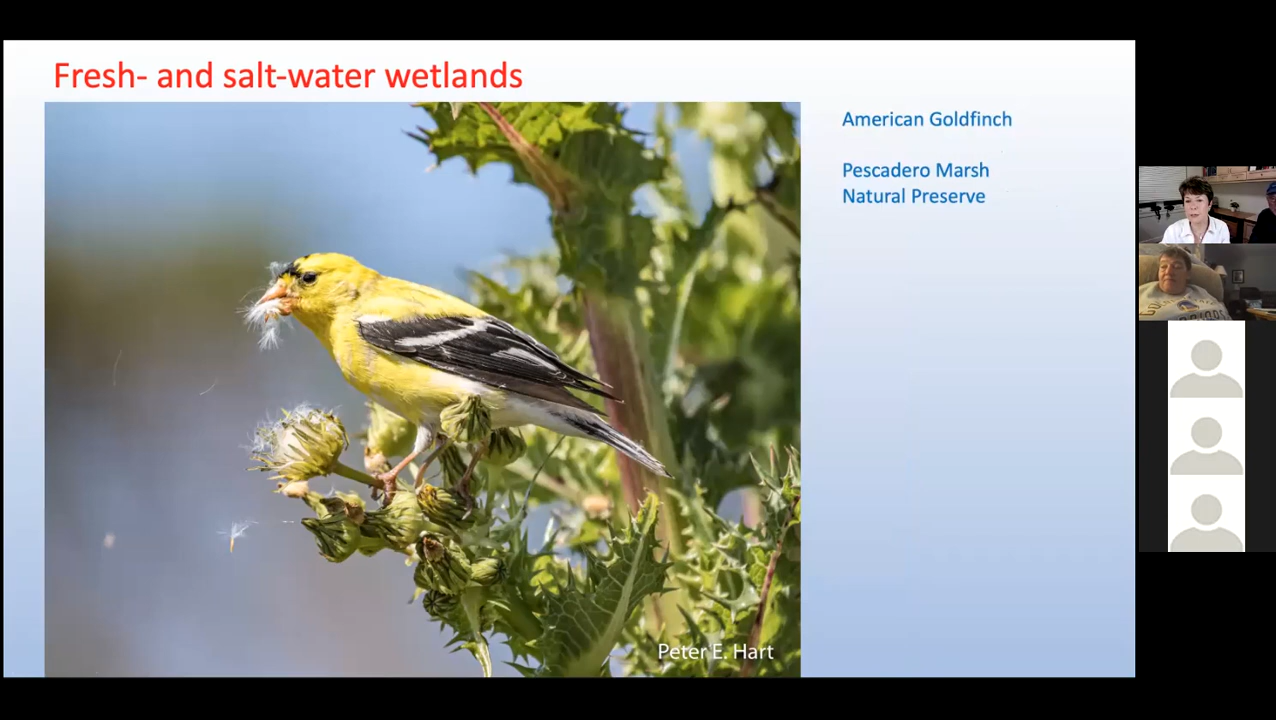 Fresh- and salt-water wetlands
American Goldfinch
Pescadero Marsh
Natural Preserve
Peter E. Hart